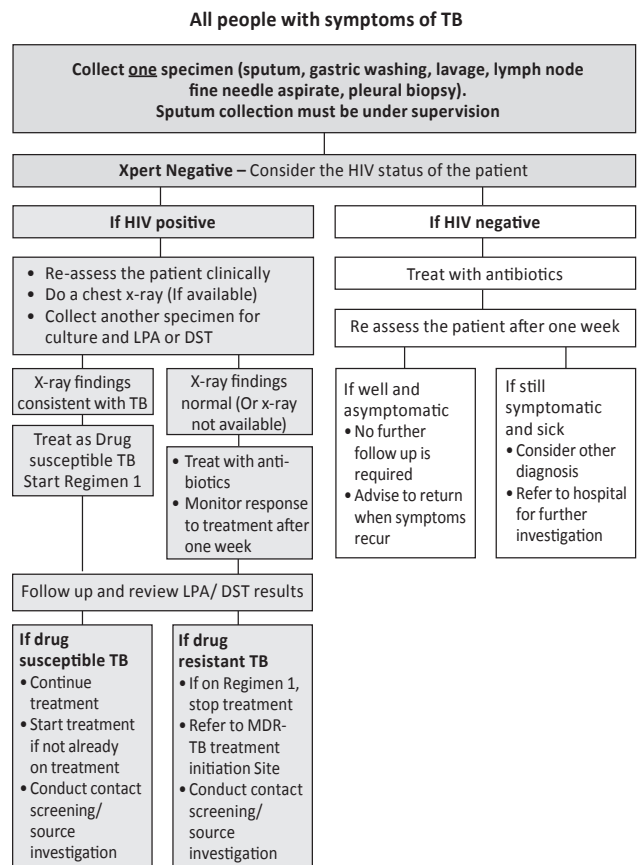 All people with symptoms of TB
Collect one specimen (sputum, gastric washing, lavage, lymph node
fine needle aspirate, pleural biopsy).
Sputum collection must be under supervision
Xpert Negative – Consider the HIV status of the patient
If HIV positive
• Re-assess the patient clinically
• Do a chest x-ray (If available)
• Collect another specimen for
culture and LPA or DST
X-ray findings
consistent with TB
Treat as Drug
susceptible TB
Start Regimen 1
X-ray findings
normal (Or x-ray
not available)
• Treat with anti-
biotics
• Monitor response
to treatment after
one week
Follow up and review LPA/ DST results
If drug
susceptible TB
• Continue
treatment
• Start treatment
if not already
on treatment
• Conduct contact
screening/
source
investigation
If drug
resistant TB
• If on Regimen 1,
stop treatment
• Refer to MDR-
TB treatment
initiation Site
• Conduct contact
screening/
source
investigation
If HIV negative
Treat with antibiotics
Re assess the patient after one week
If well and
asymptomatic
• No further
follow up is
required
• Advise to return
when symptoms
recur
If still
symptomatic
and sick
• Consider other
diagnosis
• Refer to hospital
for further
investigation